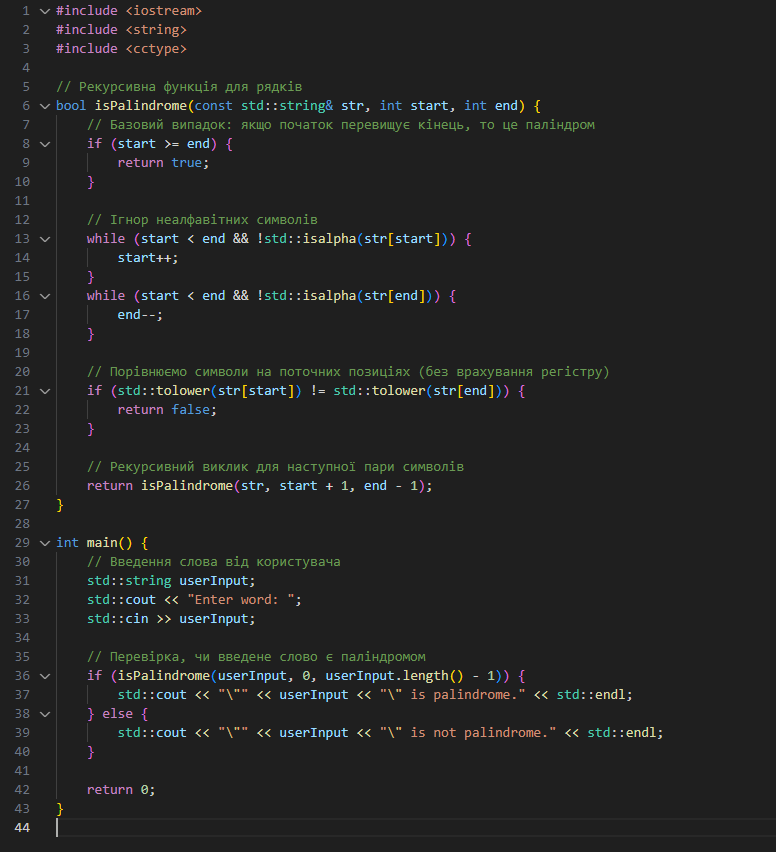 1 #include <iostream>
2 #include <string>
3 #include <cctype>
4
5 // Рекурсивна функція для рядків
6 bool isPalindrome(const std::string& str, int start, int end) {
7     // Базовий випадок: якщо початок перевищує кінець, то це паліндром
8     if (start >= end) {
9         return true;
10     }
11
12     // Ігнор неалфавітних символів
13     while (start < end && !std::isalpha(str[start])) {
14         start++;
15     }
16     while (start < end && !std::isalpha(str[end])) {
17         end--;
18     }
19
20     // Порівнюємо символи на поточних позиціях (без врахування регістру)
21     if (std::tolower(str[start]) != std::tolower(str[end])) {
22         return false;
23     }
24
25     // Рекурсивний виклик для наступної пари символів
26     return isPalindrome(str, start + 1, end - 1);
27 }
28
29 int main() {
30     // Введення слова від користувача
31     std::string userInput;
32     std::cout << "Enter word: ";
33     std::cin >> userInput;
34
35     // Перевірка, чи введене слово є паліндромом
36     if (isPalindrome(userInput, 0, userInput.length() - 1)) {
37         std::cout << "\"" << userInput << "\" is palindrome." << std::endl;
38     } else {
39         std::cout << "\"" << userInput << "\" is not palindrome." << std::endl;
40     }
41
42     return 0;
43 }
44